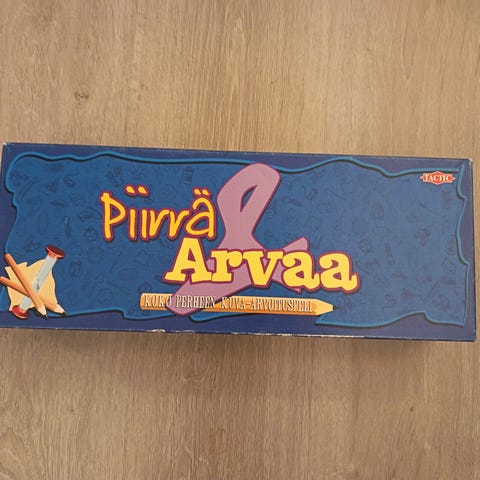 TACTIC
Piirrä
&
Arvaa
KOKO PERHEEN KUVA-ARVOITUSPELI